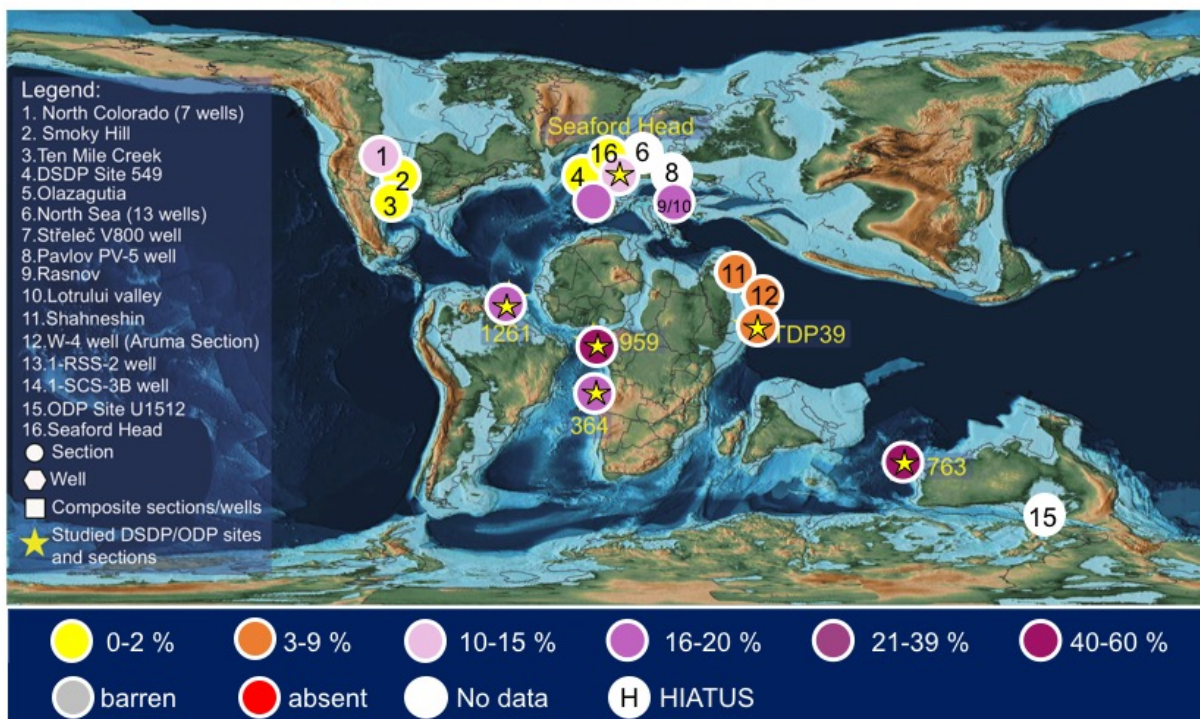 Legend:
1. North Colorado (7 wells)
2. Smoky Hill
3.Ten Mile Creek
4.DSDP Site 549
5.Olazagutia
6.North Sea (13 wells)
7.Střeleč V800 well
8.Pavlov PV-5 well
9.Rasnov
10.Lotrului valley
11.Shahneshin
12.W-4 well (Aruma Section)
13.1-RSS-2 well
14.1-SCS-3B well
15.ODP Site U1512
16.Seaford Head
Section
Well
Composite sections/wells
Studied DSDP/ODP sites
and sections
Seaford Head
1
16
6
2
4
8
3
9/10
11
12
1261
TDP39
959
364
763
15
0-2 %
3-9 %
10-15 %
16-20 %
21-39 %
40-60 %
barren
absent
No data
H HIATUS